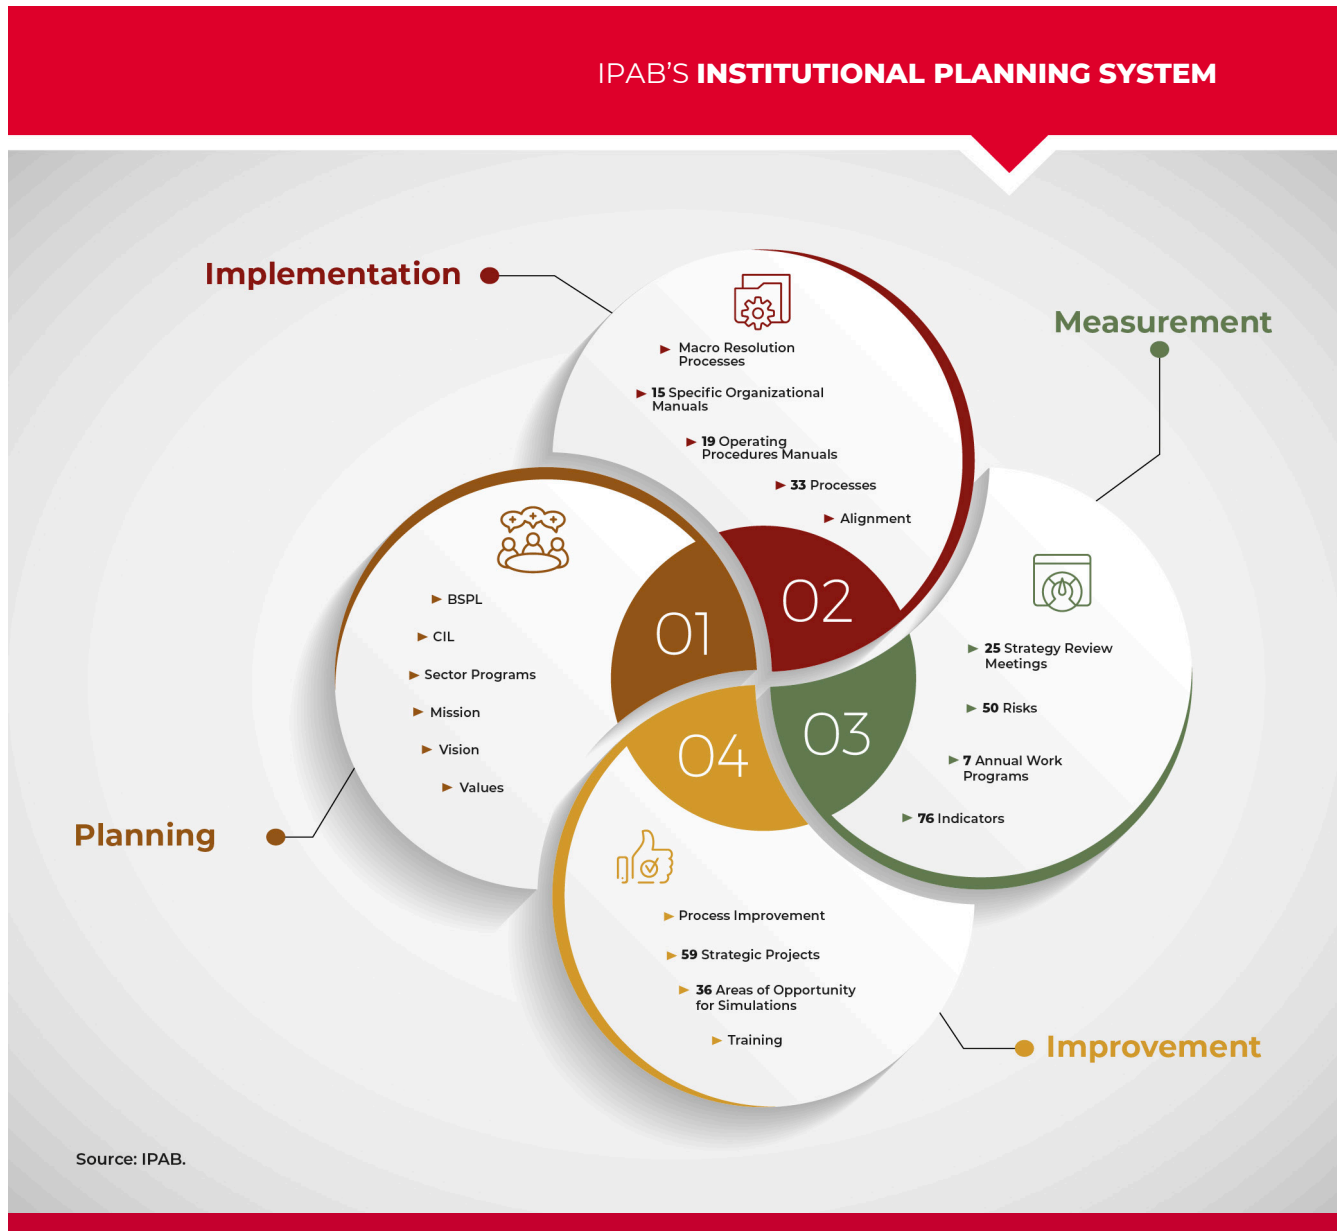 IPAB'S INSTITUTIONAL PLANNING SYSTEM
Implementation
Macro Resolution
Processes
15 Specific Organizational
Manuals
19 Operating
Procedures Manuals
33 Processes
Alignment
02
Measurement
25 Strategy Review
Meetings
50 Risks
7 Annual Work
Programs
76 Indicators
03
Planning
BSPL
CIL
Sector Programs
Mission
Vision
Values
01
04
Process Improvement
59 Strategic Projects
36 Areas of Opportunity
for Simulations
Training
Improvement
Source: IPAB.